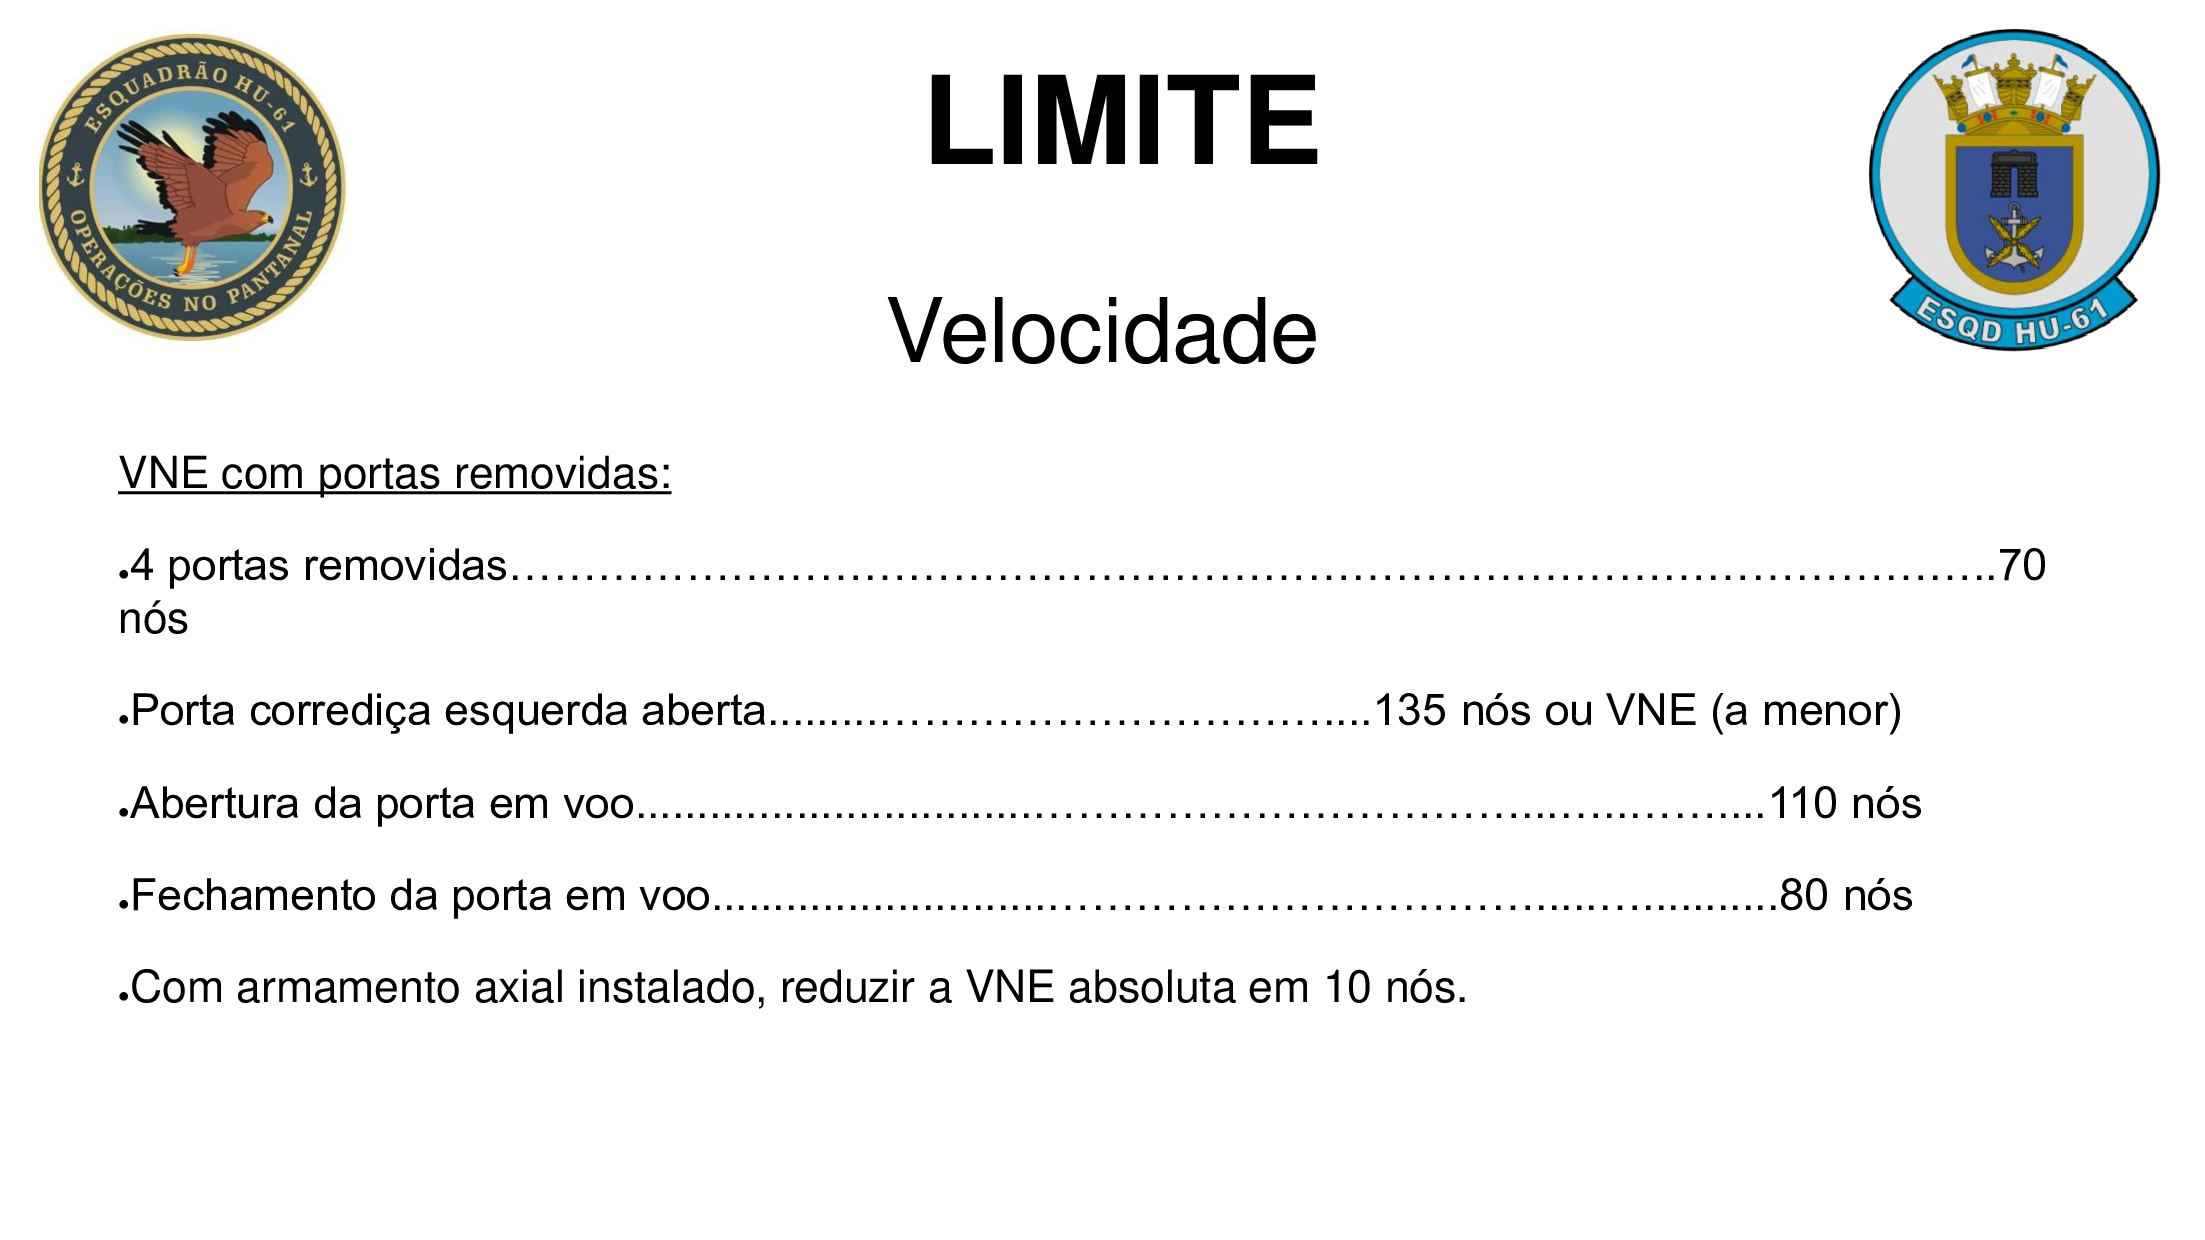 ESQUADRÃO HU-61
OPERAÇÕES NO PANTANAL
LIMITE
ESQD HU-61
Velocidade
VNE com portas removidas:
●4 portas removidas…………………………………………………………………………………………..70
nós
●Porta corrediça esquerda aberta..........…………………………....135 nós ou VNE (a menor)
●Abertura da porta em voo.................................……………………………...…...……....110 nós
●Fechamento da porta em voo............................…………………………….....…...........80 nós
●Com armamento axial instalado, reduzir a VNE absoluta em 10 nós.